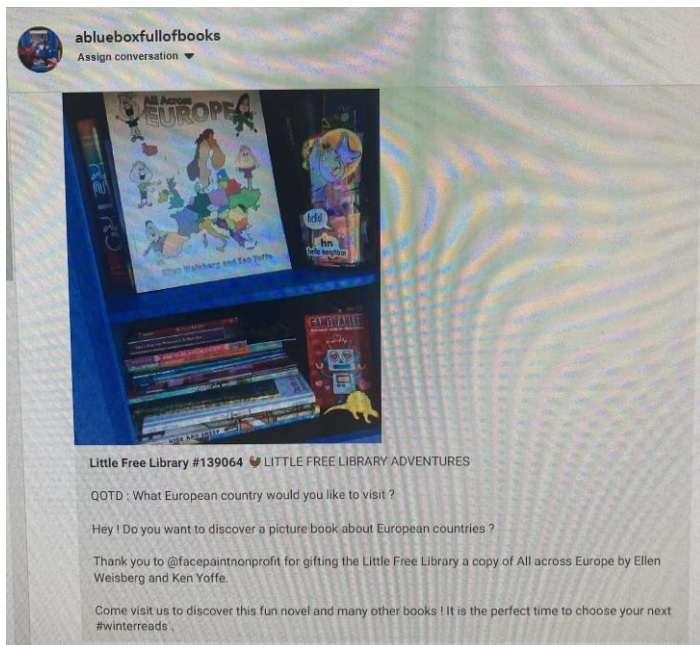 ablueboxfullofbooks
Assign conversation
All Across
EUROPE
Ellen Weisberg and Ken Yoffe
hello!
hn
hello neighbor
Little Free Library #139064 LITTLE FREE LIBRARY ADVENTURES
QOTD : What European country would you like to visit ?
Hey ! Do you want to discover a picture book about European countries ?
Thank you to @facepaintnonprofit for gifting the Little Free Library a copy of All across Europe by Ellen
Weisberg and Ken Yoffe.
Come visit us to discover this fun novel and many other books ! It is the perfect time to choose your next
#winterreads .